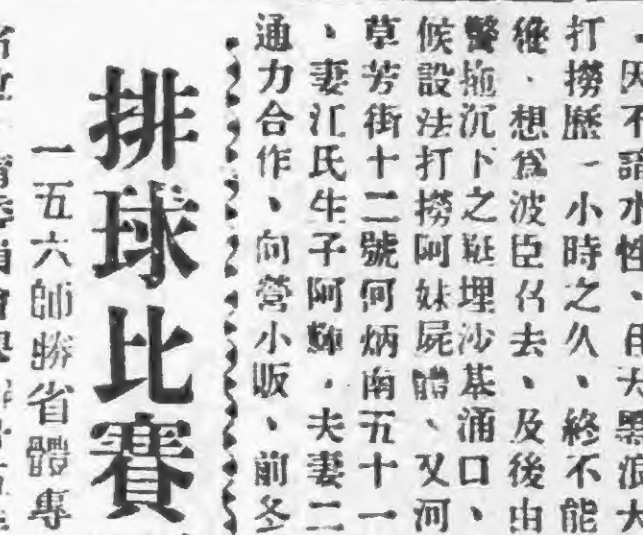 因不諳水性、
打撈歷一小時之久、終不能
後·想爲波臣召去、及後由
警拖沉下之艇埋沙基涌口、
候設法打撈阿妹屍體、又河
草芳街十二號何炳南五十一
、妻江氏生子阿𬴂、夫妻二
通力合作、向營小販、前冬
排球比賽
一五六師勝省體專